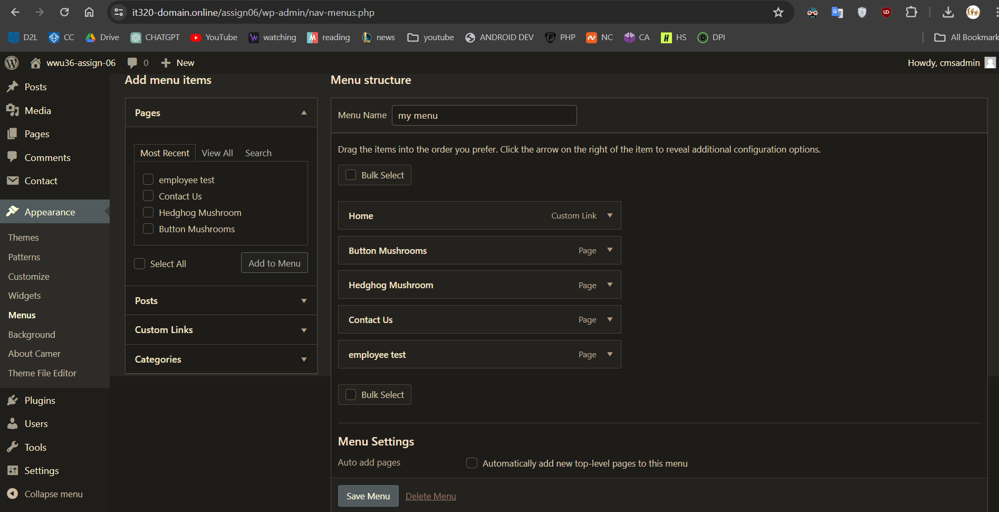 it320-domain.online/assign06/wp-admin/nav-menus.php
D2L CC Drive CHATGPT YouTube watching reading news youtube ANDROID DEV PHP NC CA HS DPI All Bookmark
wwu36-assign-06 0 New Howdy, cmsadmin
Posts
Media
Pages
Comments
Contact
Appearance
Themes
Patterns
Customize
Widgets
Menus
Background
About Camer
Theme File Editor
Plugins
Users
Tools
Settings
Collapse menu
Add menu items
Pages
Most Recent View All Search
employee test
Contact Us
Hedghog Mushroom
Button Mushrooms
Select All Add to Menu
Posts
Custom Links
Categories
Menu structure
Menu Name my menu
Drag the items into the order you prefer. Click the arrow on the right of the item to reveal additional configuration options.
Bulk Select
Home Custom Link
Button Mushrooms Page
Hedghog Mushroom Page
Contact Us Page
employee test Page
Bulk Select
Menu Settings
Auto add pages Automatically add new top-level pages to this menu
Save Menu Delete Menu